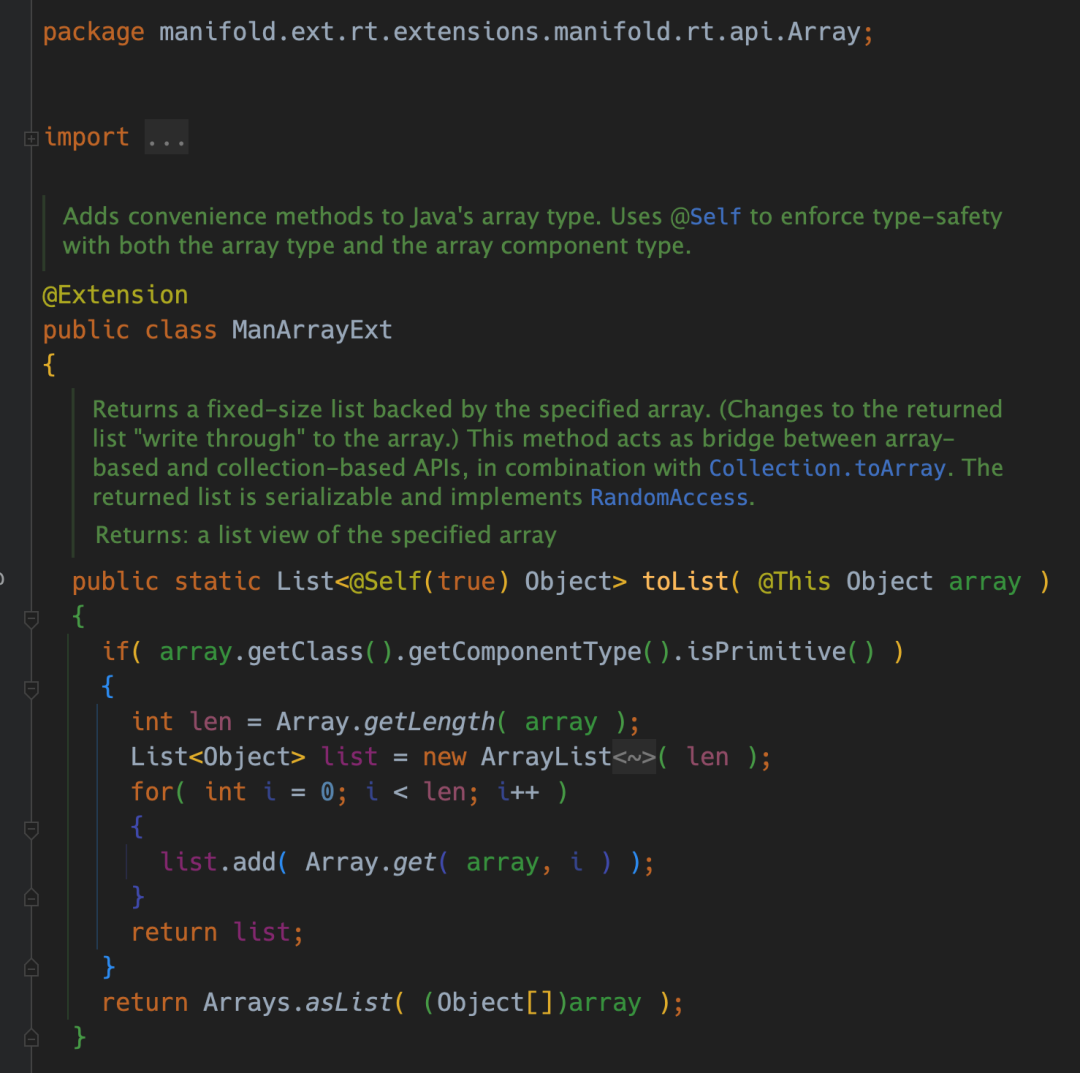 package manifold.ext.rt.extensions.manifold.rt.api.Array;
import ...
Adds convenience methods to Java's array type. Uses @Self to enforce type-safety
with both the array type and the array component type.
@Extension
public class ManArrayExt
{
Returns a fixed-size list backed by the specified array. (Changes to the returned
list "write through" to the array.) This method acts as bridge between array-
based and collection-based APIs, in combination with Collection.toArray. The
returned list is serializable and implements RandomAccess.
Returns: a list view of the specified array
public static List<@Self(true) Object> toList( @This Object array )
{
if( array.getClass().getComponentType().isPrimitive() )
{
int len = Array.getLength( array );
List<Object> list = new ArrayList<~>( len );
for( int i = 0; i < len; i++ )
{
list.add( Array.get( array, i ) );
}
return list;
}
return Arrays.asList( (Object[])array );
}